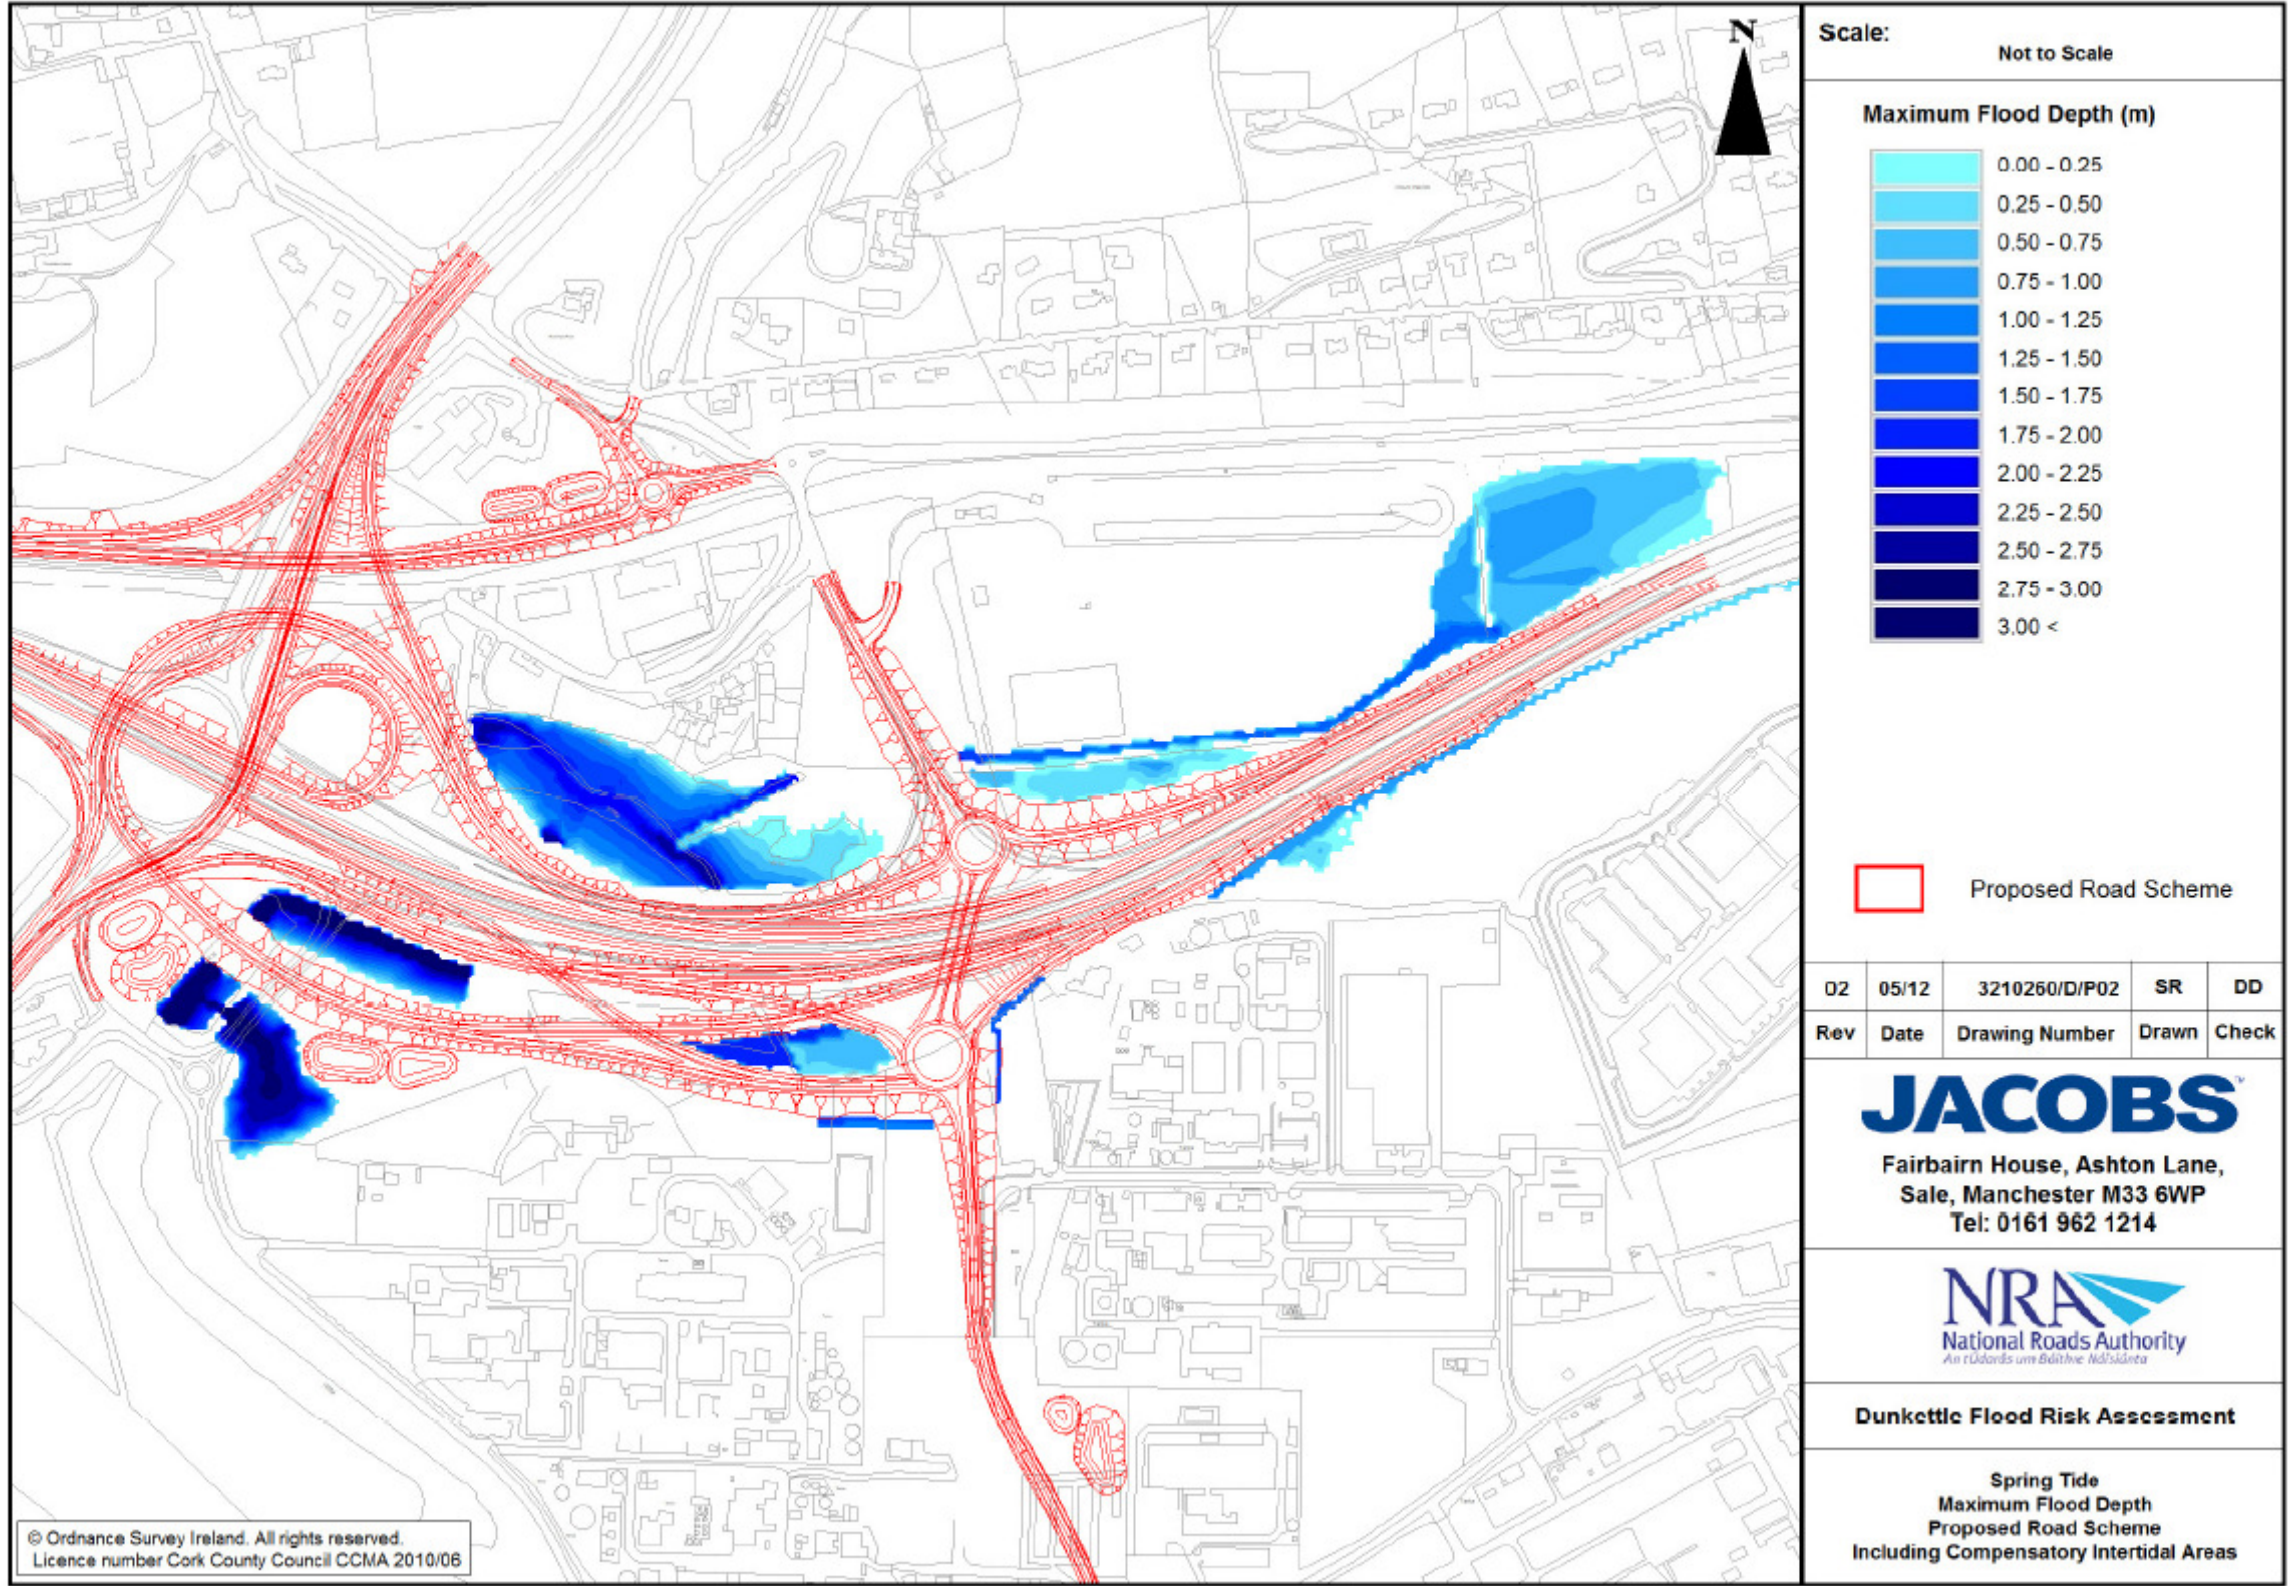 N
Scale:
Not to Scale
Maximum Flood Depth (m)
0.00 - 0.25
0.25 - 0.50
0.50 - 0.75
0.75 - 1.00
1.00 - 1.25
1.25 - 1.50
1.50 - 1.75
1.75 - 2.00
2.00 - 2.25
2.25 - 2.50
2.50 - 2.75
2.75 - 3.00
3.00 <
Proposed Road Scheme
02 05/12 3210260/D/P02 SR DD
Rev Date Drawing Number Drawn Check
JACOBS
Fairbairn House, Ashton Lane,
Sale, Manchester M33 6WP
Tel: 0161 962 1214
NRA
National Roads Authority
An tÚdarás um Bóithre Náisiúnta
Dunkettle Flood Risk Assessment
Spring Tide
Maximum Flood Depth
Proposed Road Scheme
Including Compensatory Intertidal Areas
© Ordnance Survey Ireland. All rights reserved.
Licence number Cork County Council CCMA 2010/06